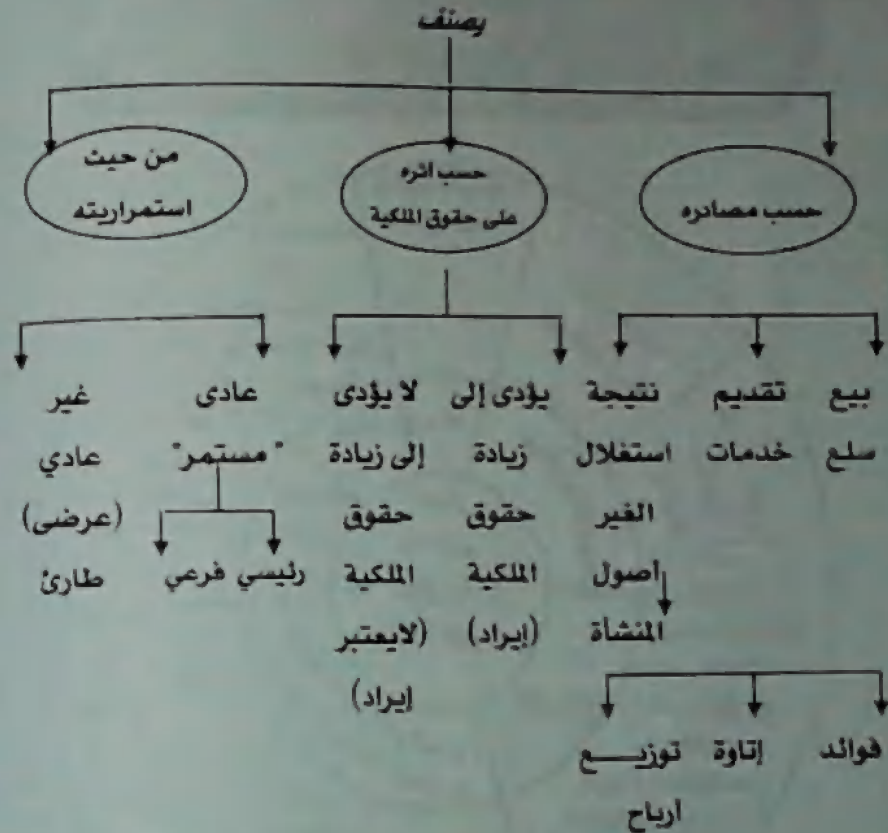 يصنف
حسب مصادره
حسب اثره
على حقوق الملكية
من حيث
استمراريته
بيع
سلع
تقديم
خدمات
نتيجة
استغلال
الغير
أصول
المنشأة
فوائد
إتاوة
توزيـــع
ارباح
يؤدى إلى
زيادة
حقوق
الملكية
(إيراد)
لا يؤدى
إلى زيادة
حقوق
الملكية
(لايعتبر
إيراد)
عادى
"مستمر"
رئيسي
فرعي
غير
عادي
(عرضى)
طارئ